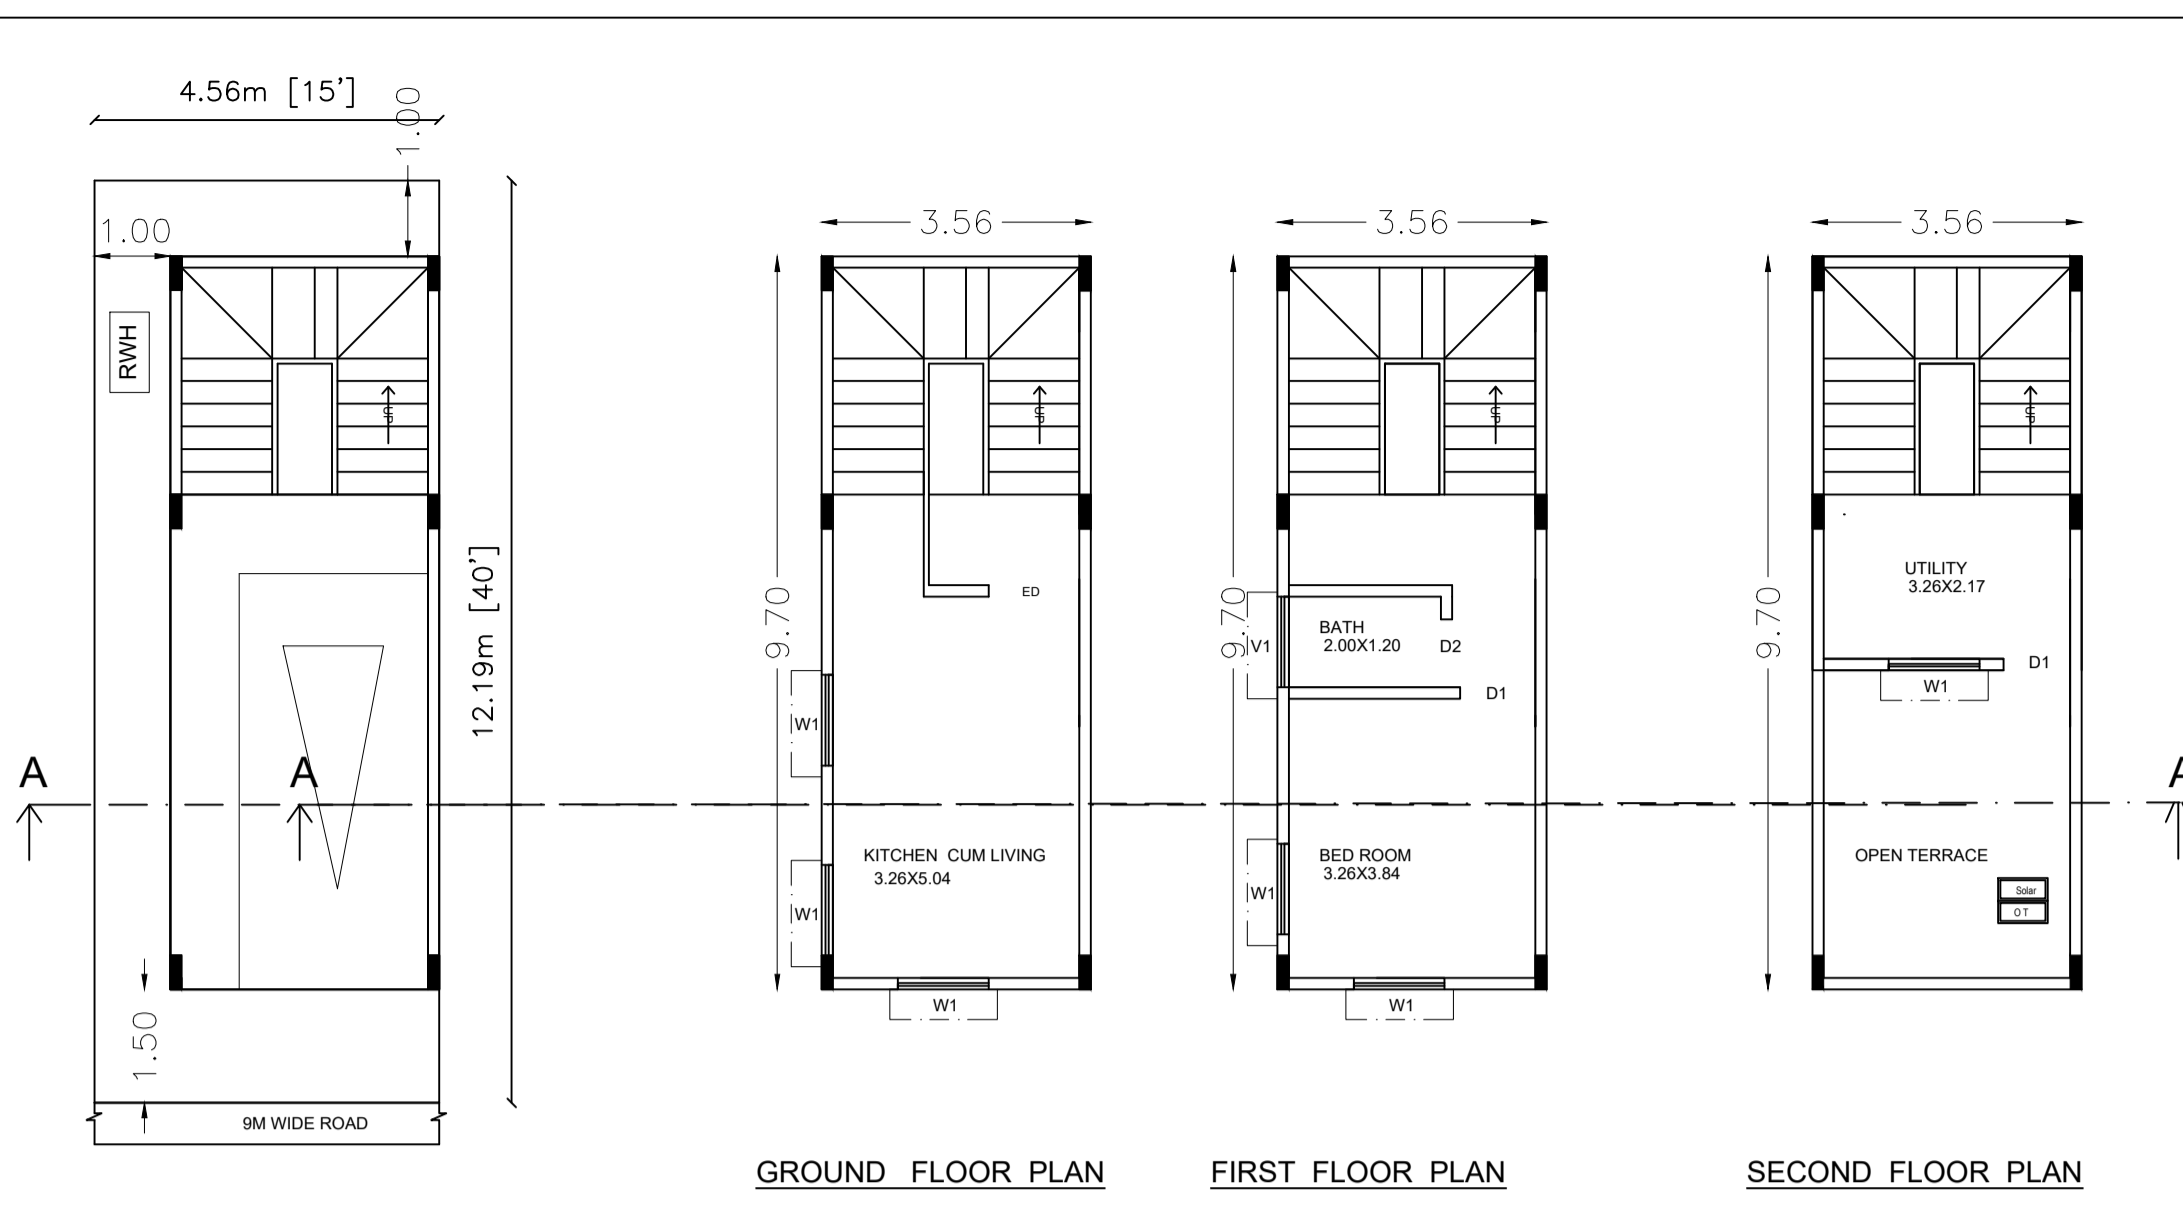 4.56m [15']
1.00
1.00
RWH
UP
12.19m [40']
A
A
1.50
9M WIDE ROAD
3.56
9.70
UP
ED
W1
W1
KITCHEN CUM LIVING
3.26X5.04
W1
GROUND FLOOR PLAN
3.56
9.70
UP
V1
BATH
2.00X1.20
D2
D1
BED ROOM
3.26X3.84
W1
W1
FIRST FLOOR PLAN
3.56
9.70
UP
UTILITY
3.26X2.17
D1
W1
OPEN TERRACE
Solar
OT
A
SECOND FLOOR PLAN